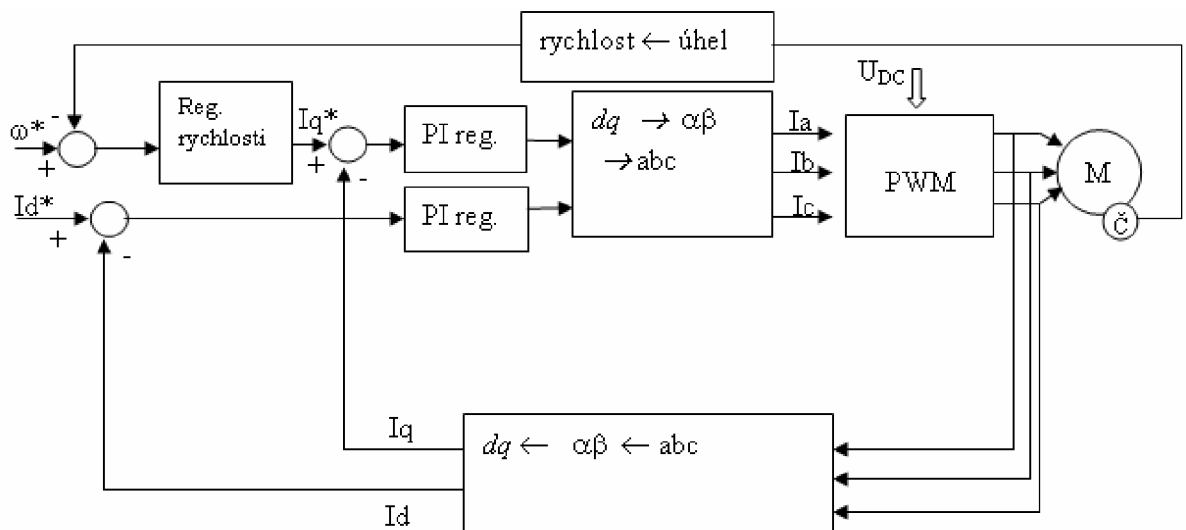 rychlost ← úhel
U_DC
-
ω*
+
Reg.
rychlosti
Iq*
+
-
PI reg.
dq → αβ
→ abc
Ia
Ib
Ic
PWM
M
Č
Id*
+
-
PI reg.
Iq
dq ← αβ ← abc
Id